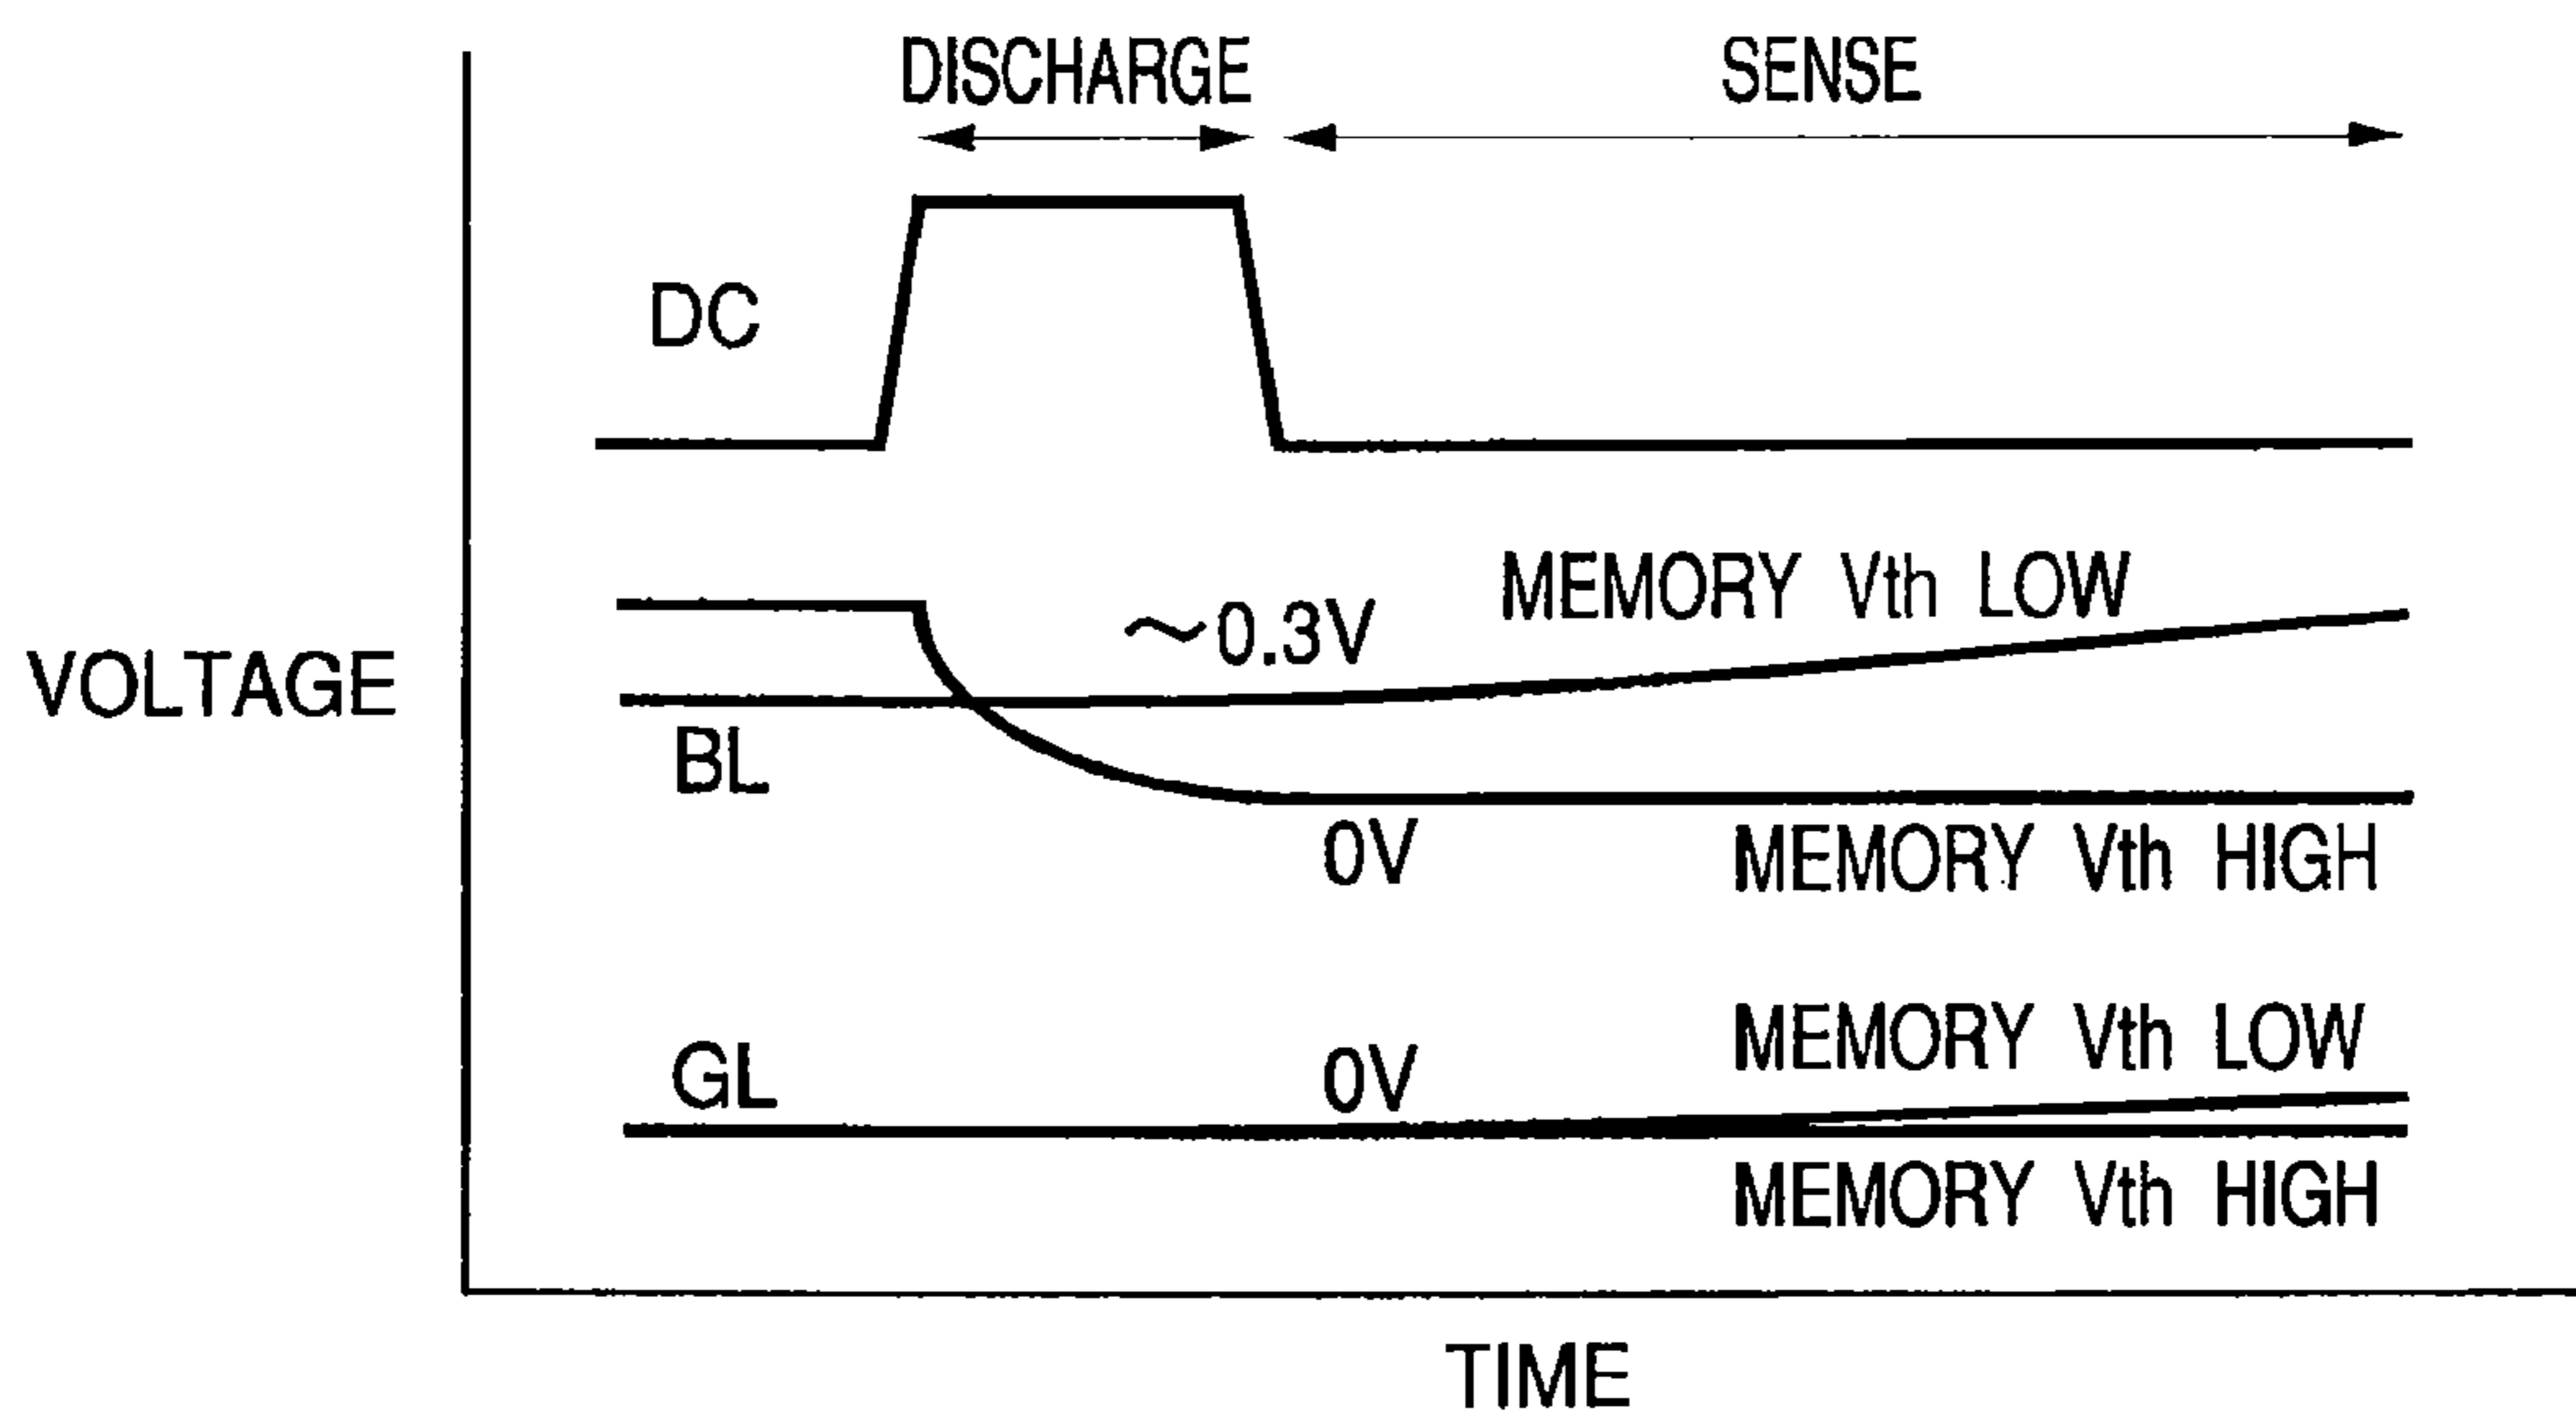 DISCHARGE
SENSE
DC
MEMORY Vth LOW
~0.3V
VOLTAGE
BL
0V
MEMORY Vth HIGH
MEMORY Vth LOW
GL
0V
MEMORY Vth HIGH
TIME